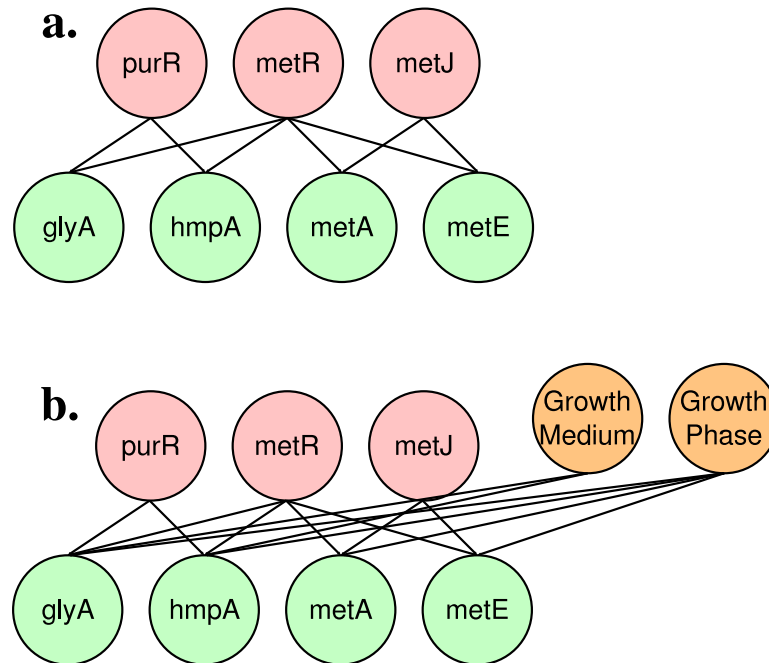 a.
purR
metR
metJ
glyA
hmpA
metA
metE
b.
purR
metR
metJ
Growth
Medium
Growth
Phase
glyA
hmpA
metA
metE